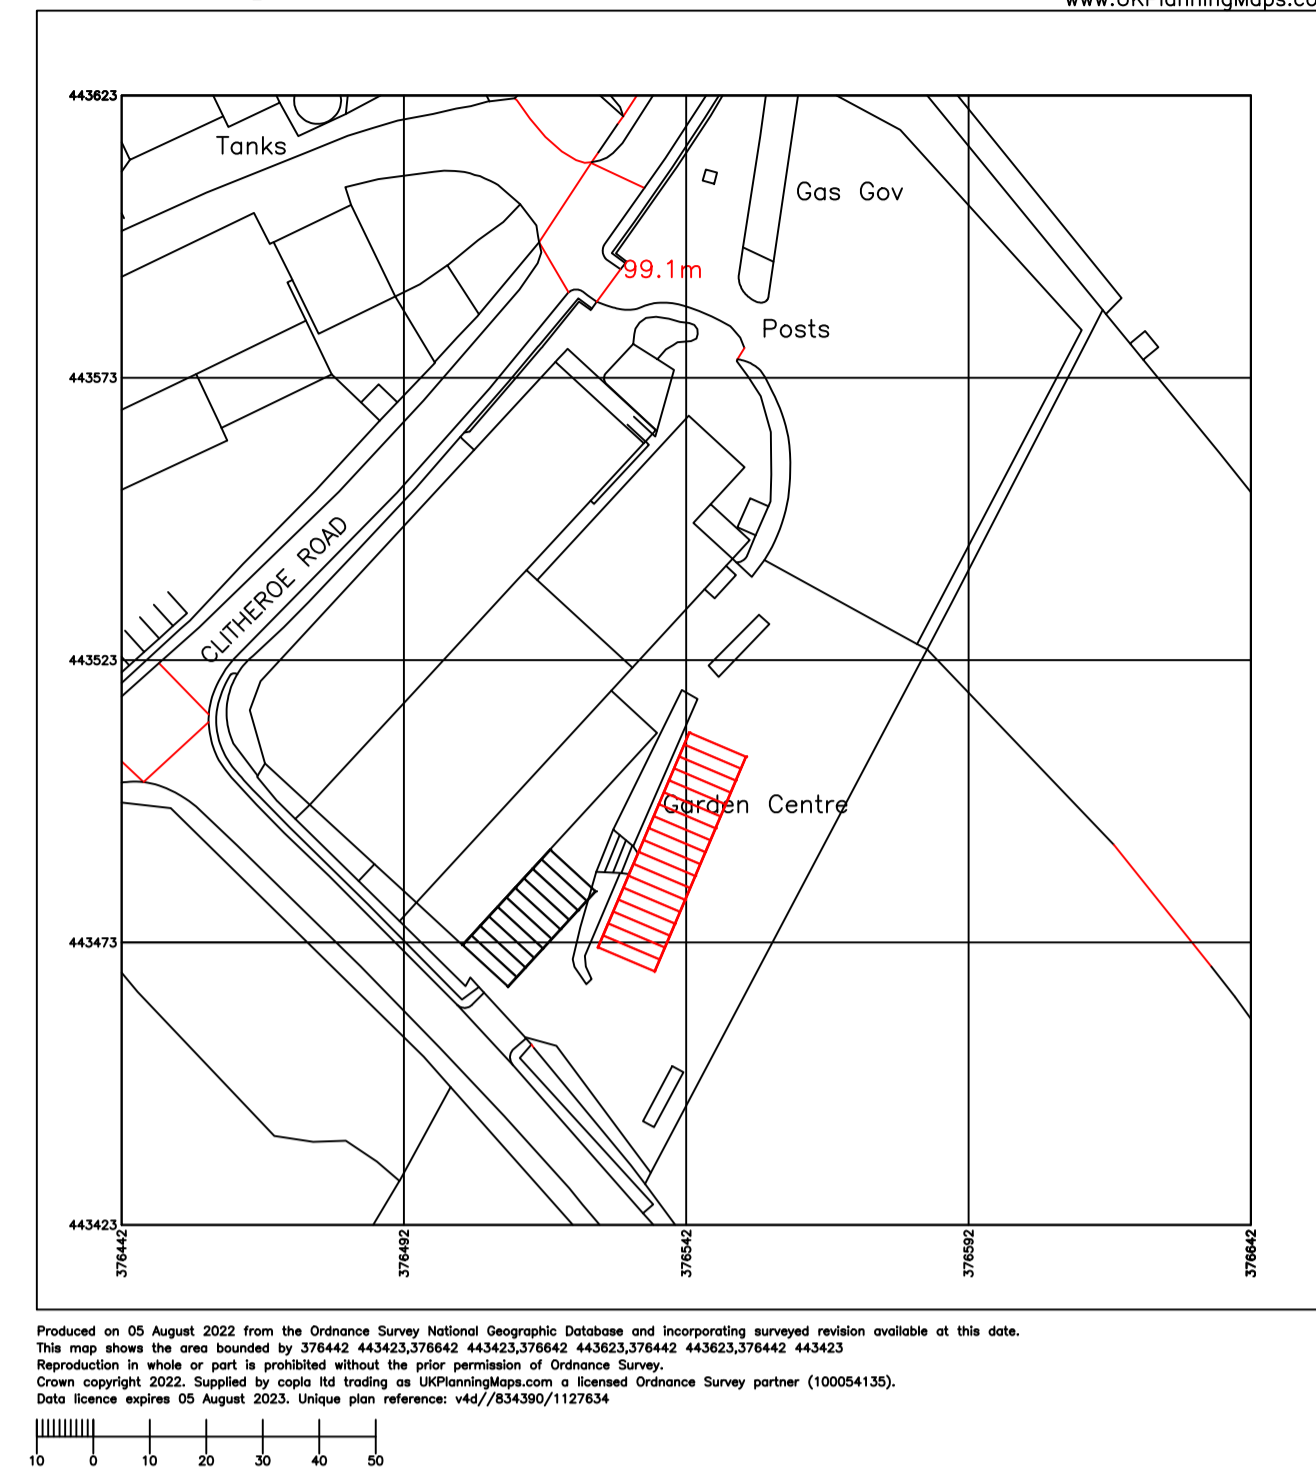 www.UKPlanningMaps.co
443623
Tanks
Gas Gov
99.1m
Posts
443573
CLITHEROE ROAD
443523
Garden Centre
443473
443423
376442
376492
376542
376592
376642
Produced on 05 August 2022 from the Ordnance Survey National Geographic Database and incorporating surveyed revision available at this date.
This map shows the area bounded by 376442 443423,376642 443423,376642 443623,376442 443623,376442 443423
Reproduction in whole or part is prohibited without the prior permission of Ordnance Survey.
Crown copyright 2022. Supplied by copla ltd trading as UKPlanningMaps.com a licensed Ordnance Survey partner (100054135).
Data licence expires 05 August 2023. Unique plan reference: v4d//834390/1127634
10 0 10 20 30 40 50